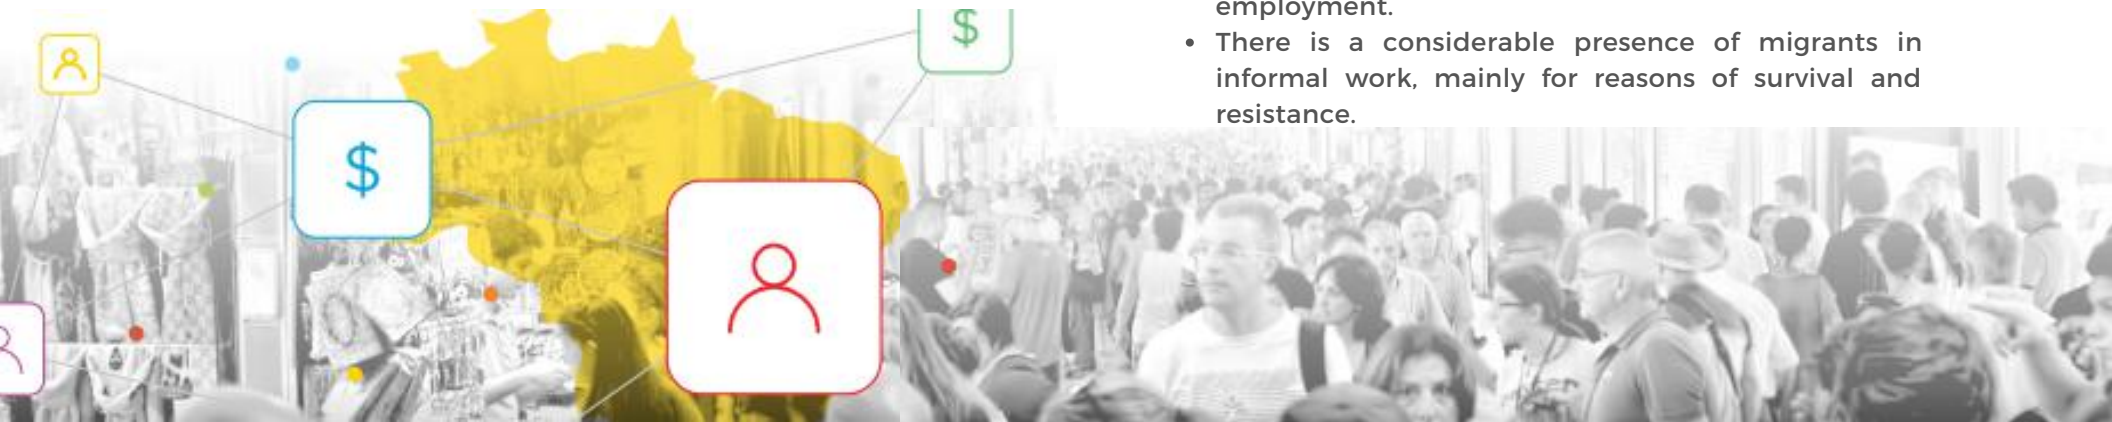 $
$
employment.
• There is a considerable presence of migrants in
informal work, mainly for reasons of survival and
resistance.